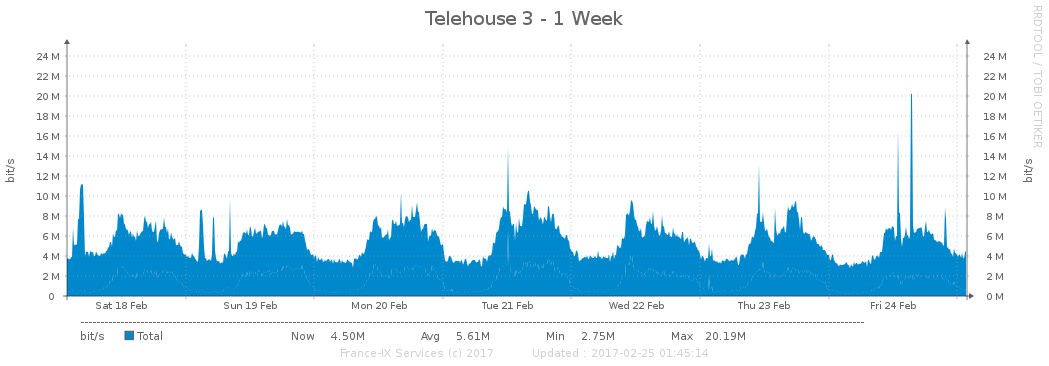 Telehouse 3 - 1 Week
RRDTOOL / TOBI OETIKER
bit/s
24 M 24 M
22 M 22 M
20 M 20 M
18 M 18 M
16 M 16 M
14 M 14 M
12 M 12 M
10 M 10 M
8 M 8 M
6 M 6 M
4 M 4 M
2 M 2 M
0 0 M
bit/s
Sat 18 Feb Sun 19 Feb Mon 20 Feb Tue 21 Feb Wed 22 Feb Thu 23 Feb Fri 24 Feb
bit/s Total Now 4.50M Avg 5.61M Min 2.75M Max 20.19M
France-IX Services (c) 2017 Updated : 2017-02-25 01:45:14